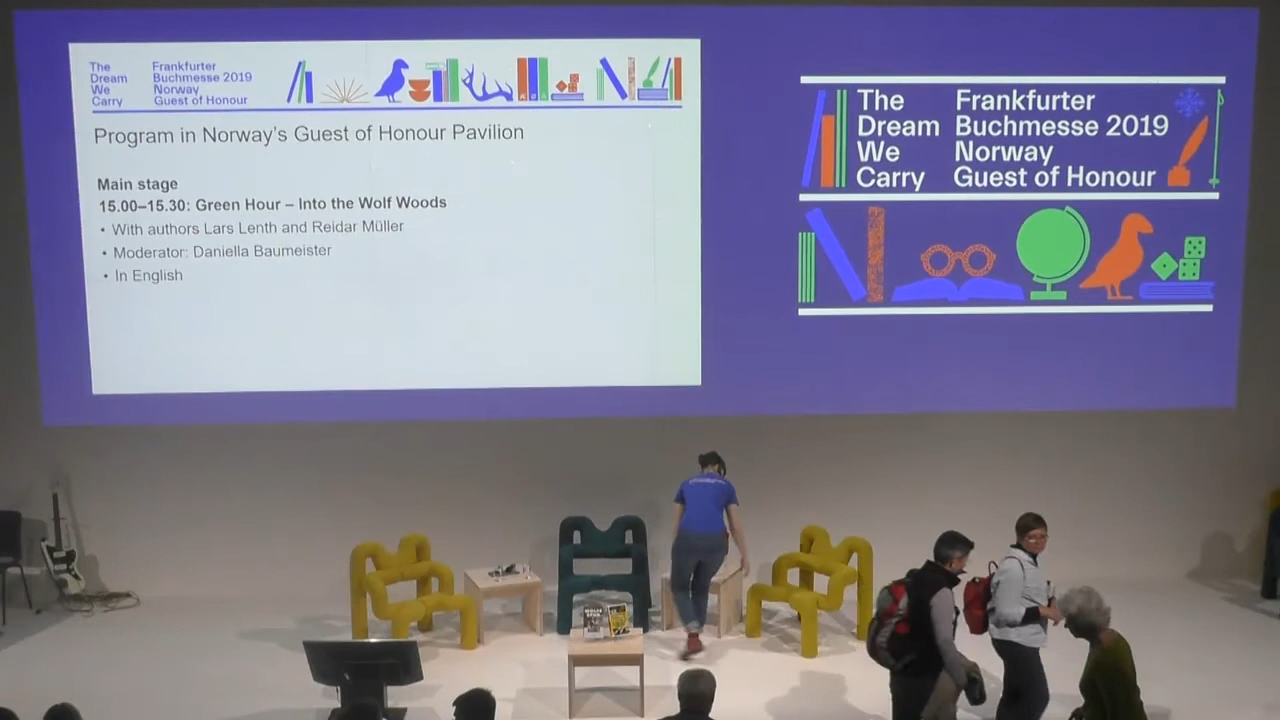 The
Dream
We
Carry
Frankfurter
Buchmesse 2019
Norway
Guest of Honour
Program in Norway's Guest of Honour Pavilion
Main stage
15.00–15.30: Green Hour – Into the Wolf Woods
• With authors Lars Lenth and Reidar Müller
• Moderator: Daniella Baumeister
• In English
The
Dream
We
Carry
Frankfurter
Buchmesse 2019
Norway
Guest of Honour